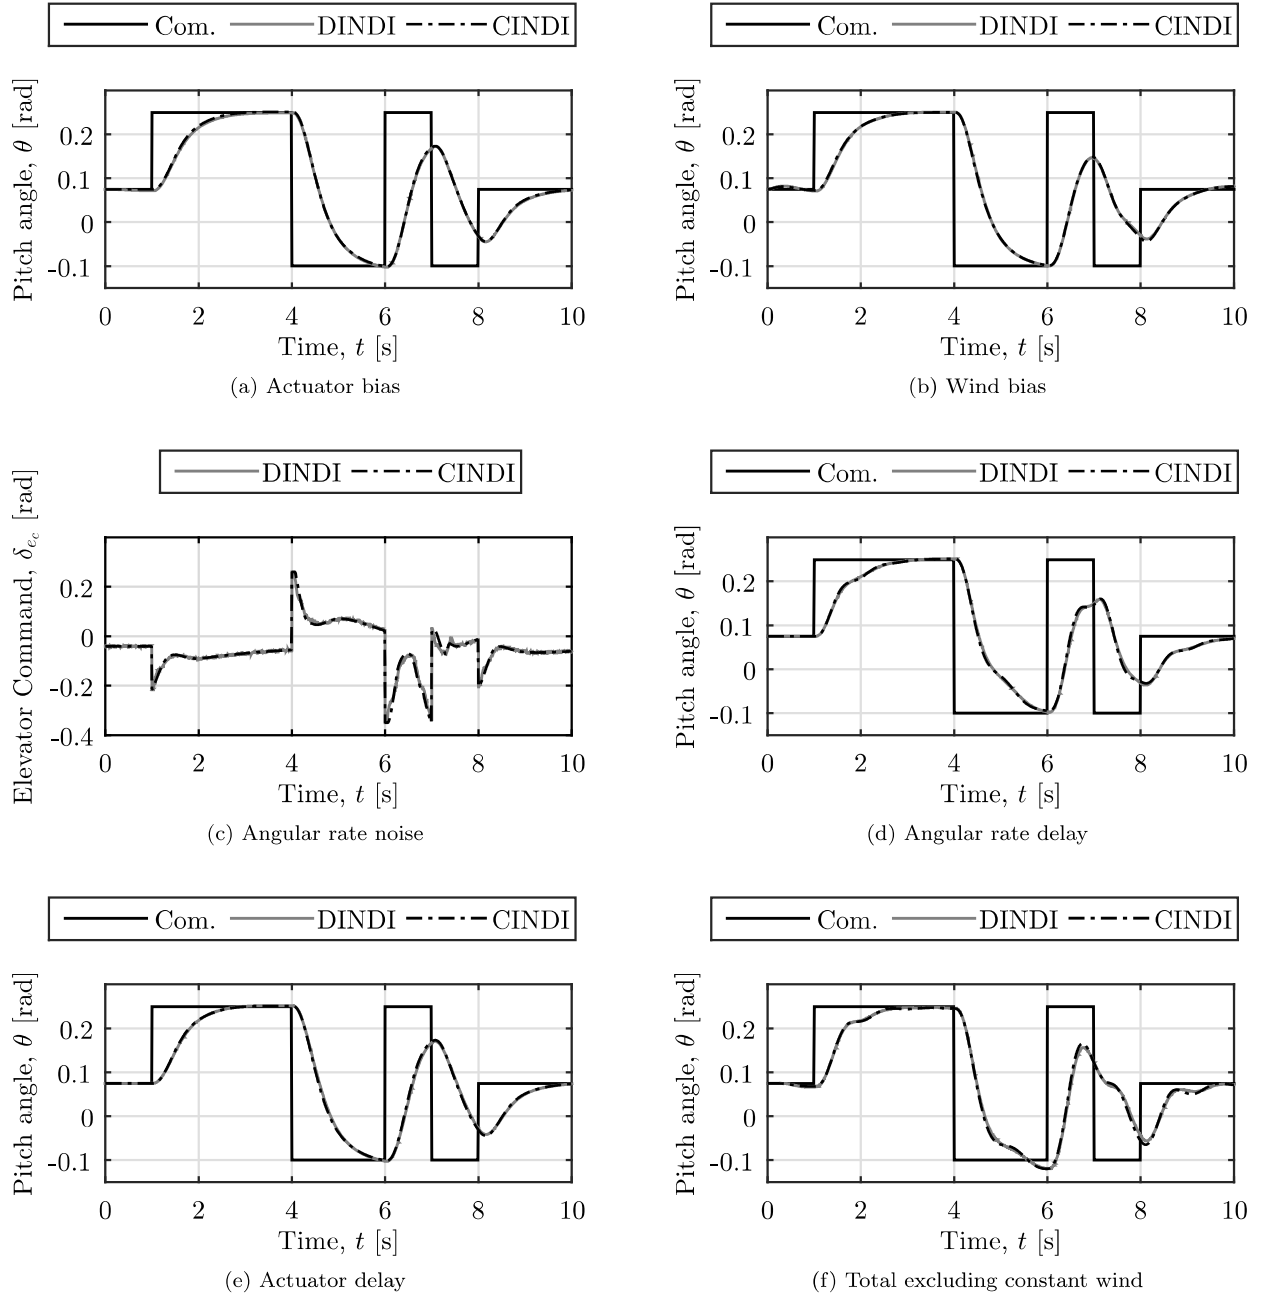 Com. DINDI CINDI
Com. DINDI CINDI
Pitch angle, θ [rad]
0.2
0.1
0
-0.1
0 2 4 6 8 10
Time, t [s]
(a) Actuator bias
Pitch angle, θ [rad]
0.2
0.1
0
-0.1
0 2 4 6 8 10
Time, t [s]
(b) Wind bias
DINDI CINDI
Elevator Command, δ_{e_c} [rad]
0.2
0
-0.2
-0.4
0 2 4 6 8 10
Time, t [s]
(c) Angular rate noise
Com. DINDI CINDI
Pitch angle, θ [rad]
0.2
0.1
0
-0.1
0 2 4 6 8 10
Time, t [s]
(d) Angular rate delay
Com. DINDI CINDI
Pitch angle, θ [rad]
0.2
0.1
0
-0.1
0 2 4 6 8 10
Time, t [s]
(e) Actuator delay
Com. DINDI CINDI
Pitch angle, θ [rad]
0.2
0.1
0
-0.1
0 2 4 6 8 10
Time, t [s]
(f) Total excluding constant wind